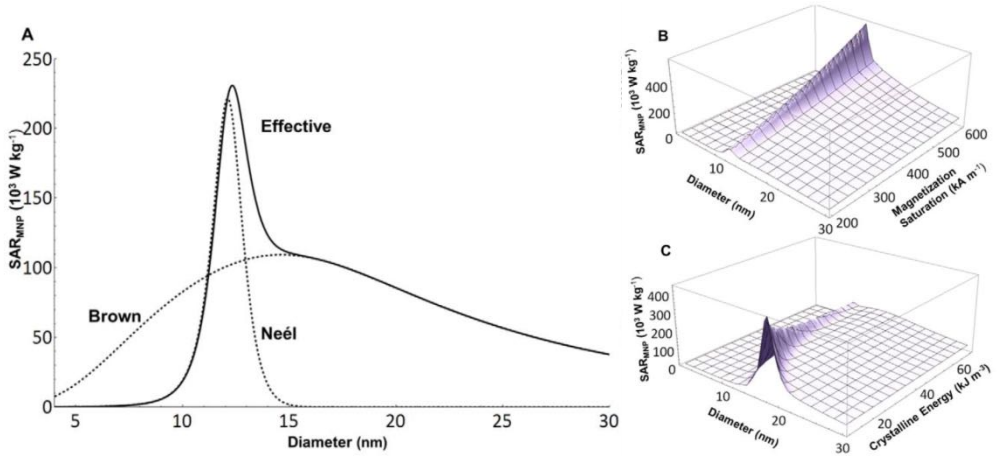 A
SAR_MNP (10³ W kg⁻¹)
250
200
150
100
50
0
Effective
Brown
Neél
5 10 15 20 25 30
Diameter (nm)
B
SAR_MNP (10³ W kg⁻¹)
400
200
0
10
20
30
Diameter (nm)
200
300
400
500
600
Magnetization
Saturation (kA m⁻¹)
C
SAR_MNP (10³ W kg⁻¹)
400
300
200
100
0
10
20
30
Diameter (nm)
20
40
60
Crystalline Energy (kJ m⁻³)